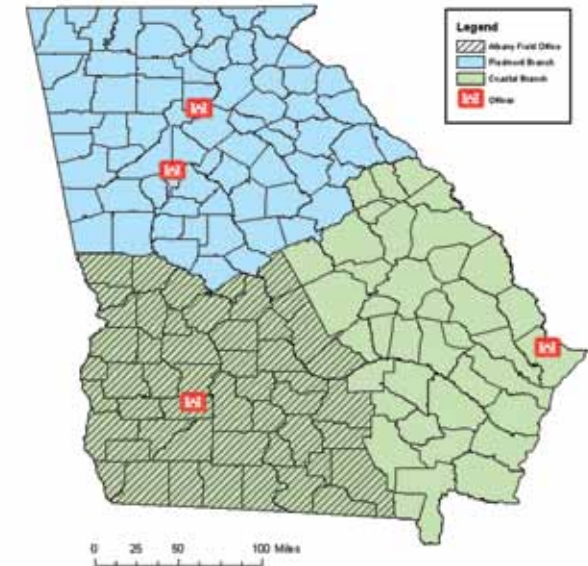 Legend
Albany Field Office
Piedmont Branch
Coastal Branch
Offices
0 25 50 100 Miles